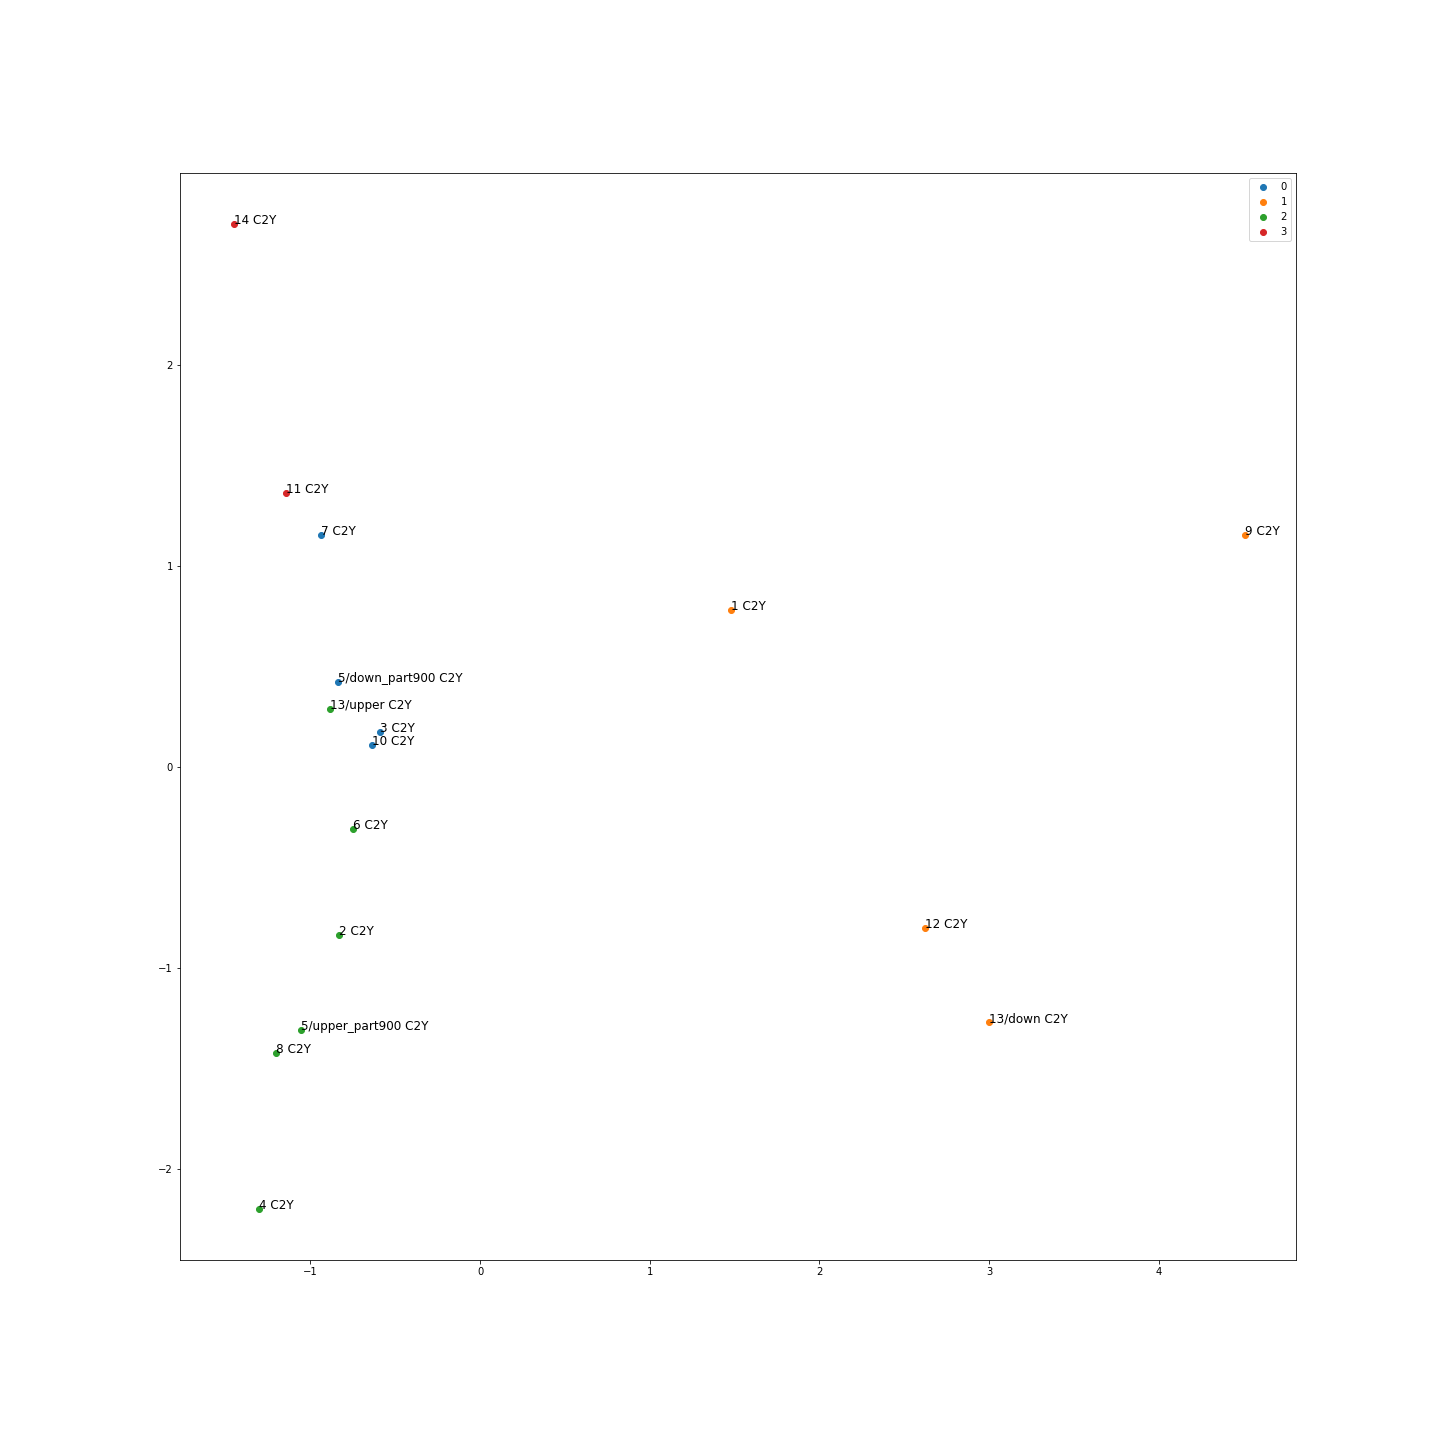 14 C2Y
0
1
2
3
2
11 C2Y
7 C2Y
9 C2Y
1
1 C2Y
5/down_part900 C2Y
13/upper C2Y
3 C2Y
10 C2Y
0
6 C2Y
12 C2Y
2 C2Y
−1
13/down C2Y
5/upper_part900 C2Y
8 C2Y
−2
4 C2Y
−1 0 1 2 3 4